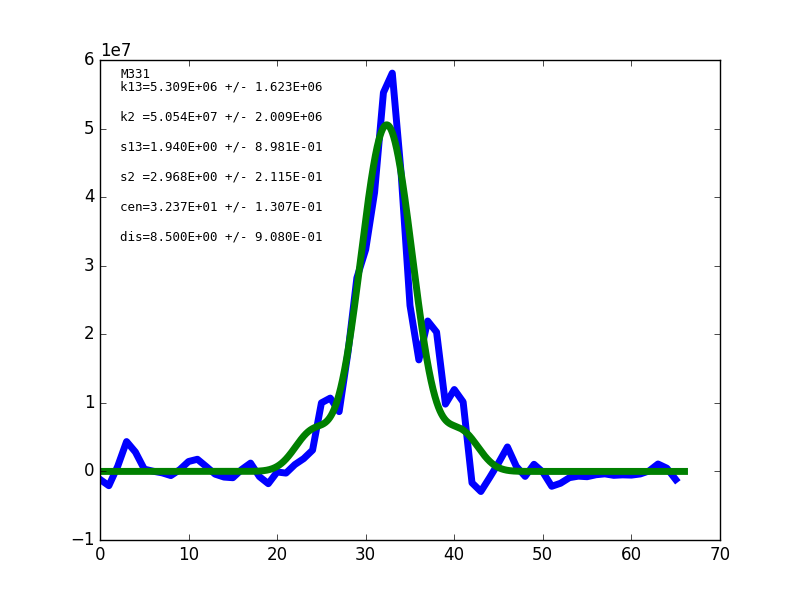 1e7
M331
k13=5.309E+06 +/- 1.623E+06
k2 =5.054E+07 +/- 2.009E+06
s13=1.940E+00 +/- 8.981E-01
s2 =2.968E+00 +/- 2.115E-01
cen=3.237E+01 +/- 1.307E-01
dis=8.500E+00 +/- 9.080E-01
6
5
4
3
2
1
0
−1
0 10 20 30 40 50 60 70